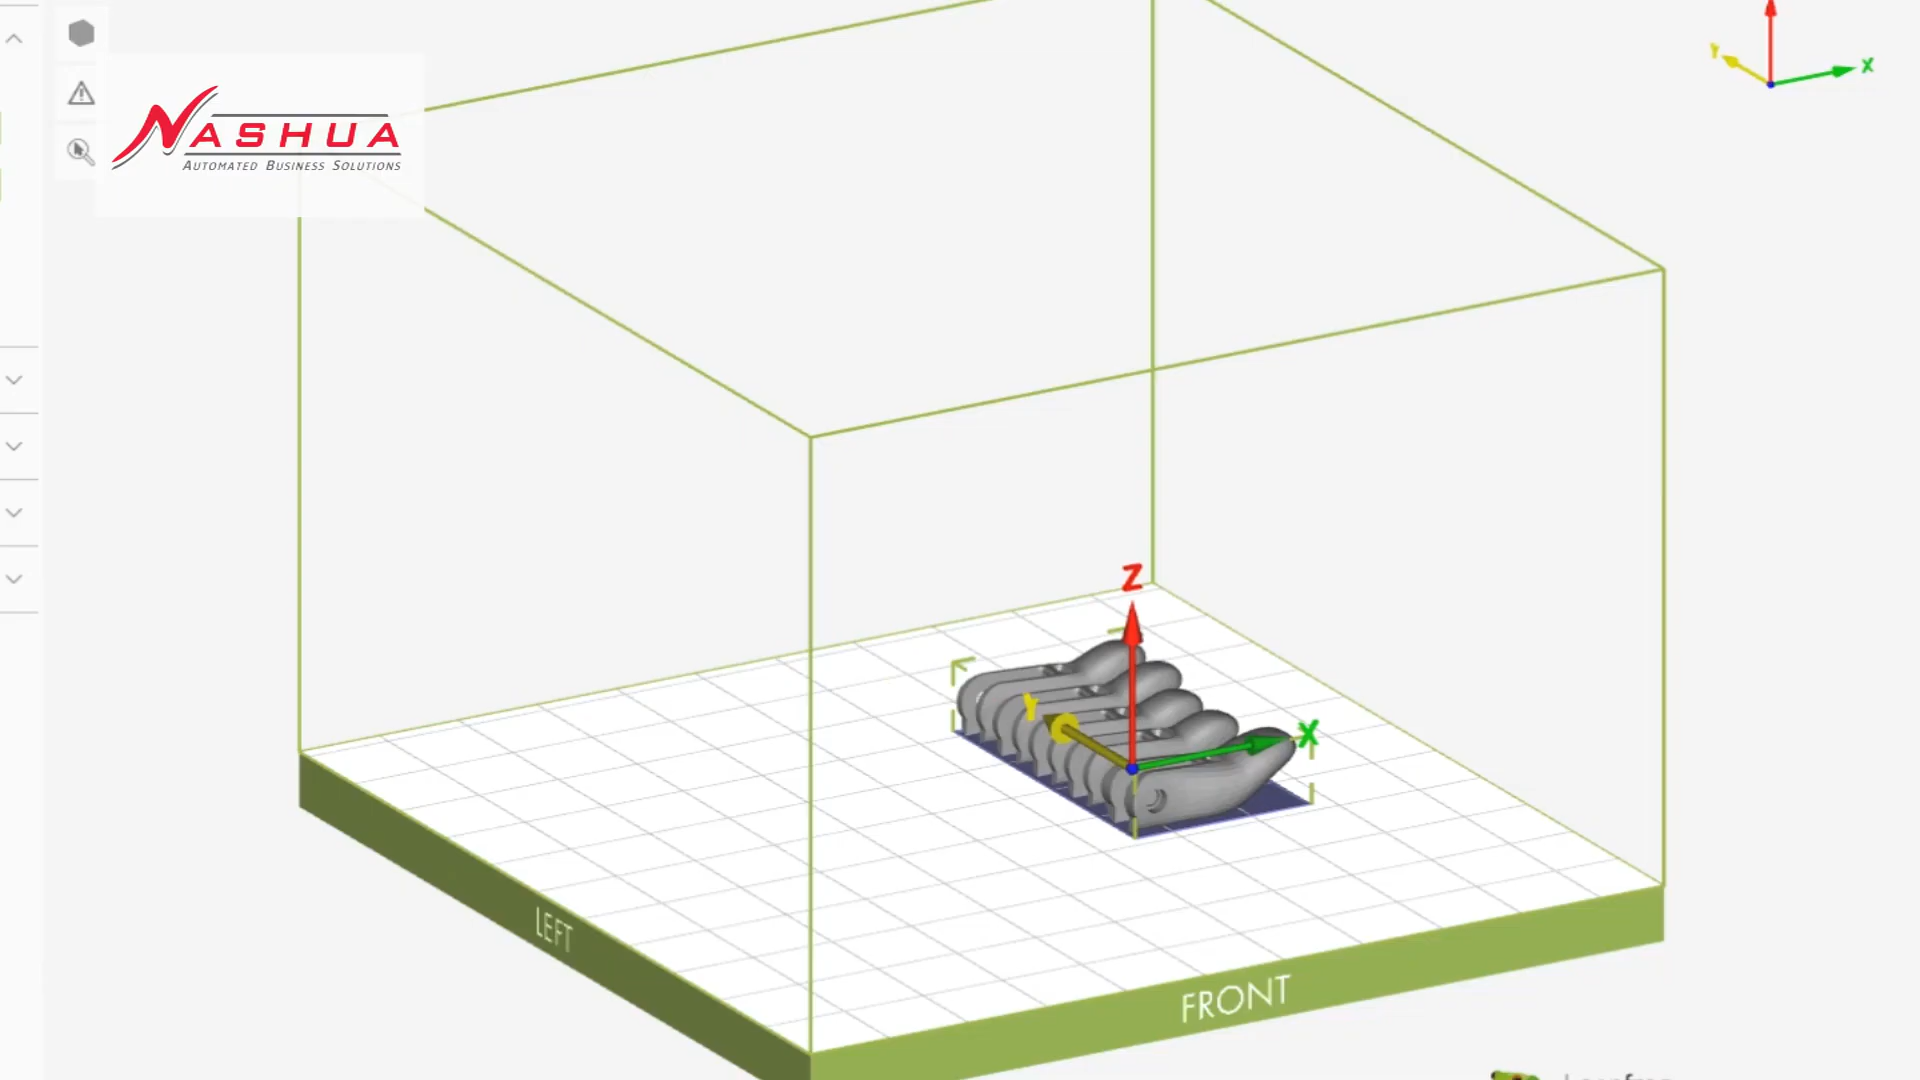 NASHUA
AUTOMATED BUSINESS SOLUTIONS
Y
X
Z
Y
X
LEFT
FRONT